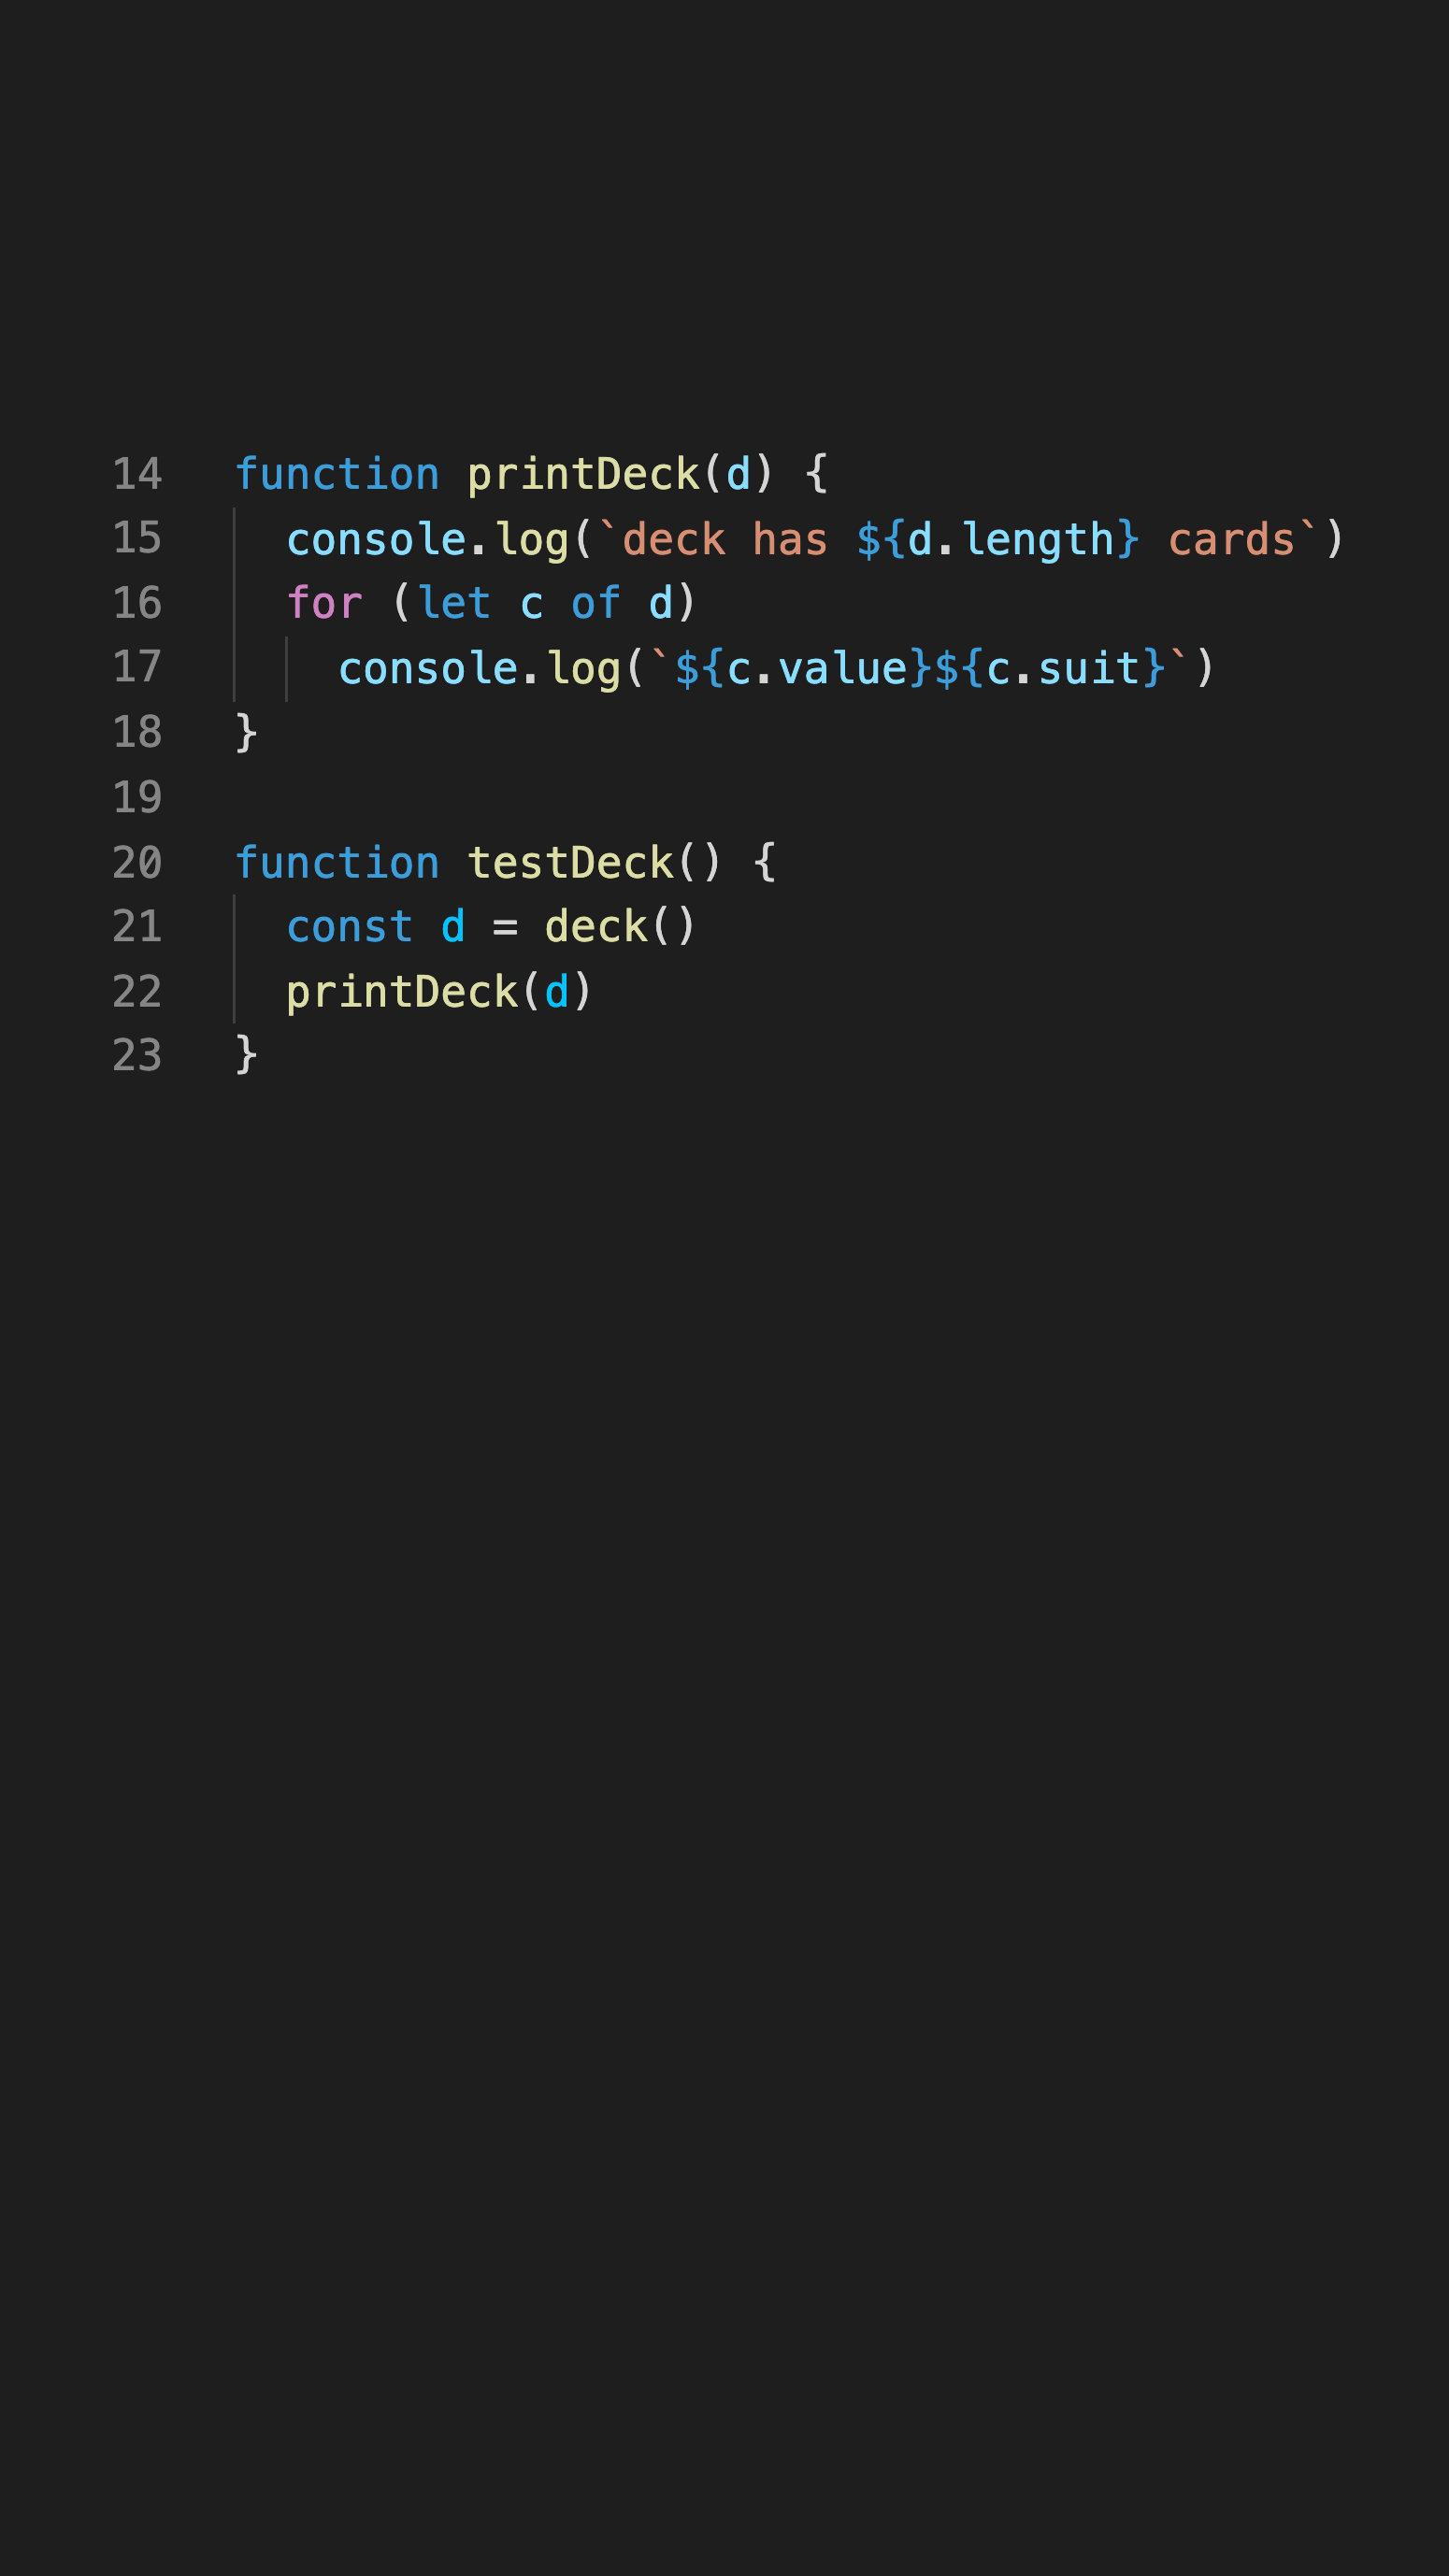 14 function printDeck(d) {
15   console.log(`deck has ${d.length} cards`)
16   for (let c of d)
17     console.log(`${c.value}${c.suit}`)
18 }
19
20 function testDeck() {
21   const d = deck()
22   printDeck(d)
23 }